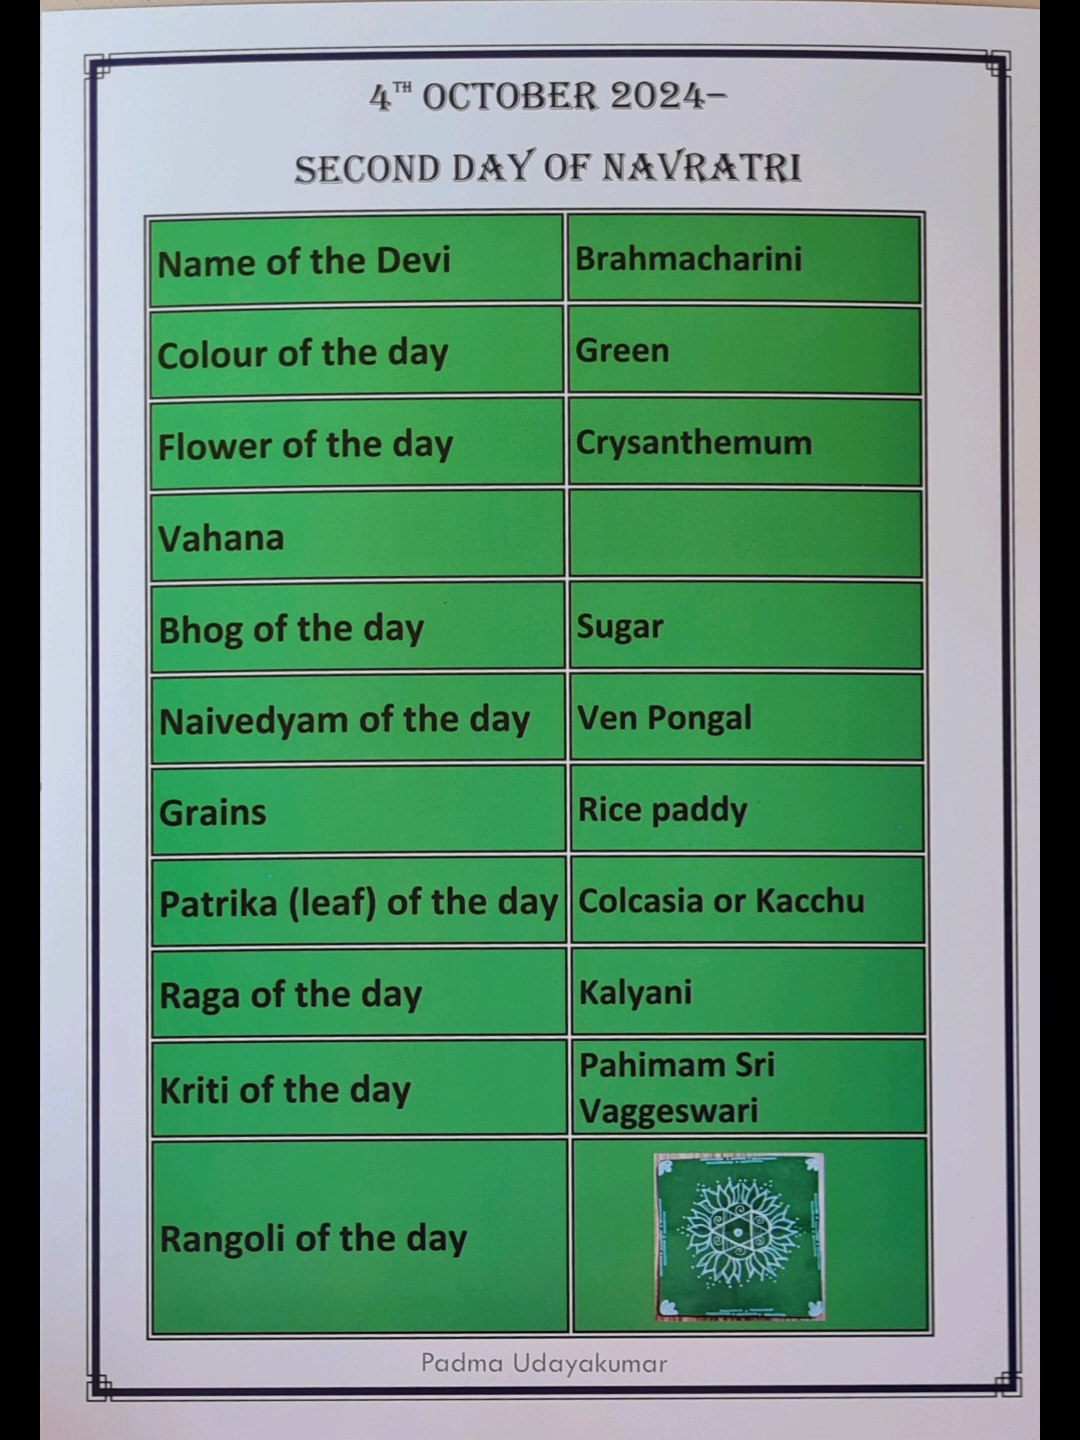 4TH OCTOBER 2024–
SECOND DAY OF NAVRATRI
Name of the Devi Brahmacharini
Colour of the day Green
Flower of the day Crysanthemum
Vahana
Bhog of the day Sugar
Naivedyam of the day Ven Pongal
Grains Rice paddy
Patrika (leaf) of the day Colcasia or Kacchu
Raga of the day Kalyani
Kriti of the day Pahimam Sri
Vaggeswari
Rangoli of the day
Padma Udayakumar